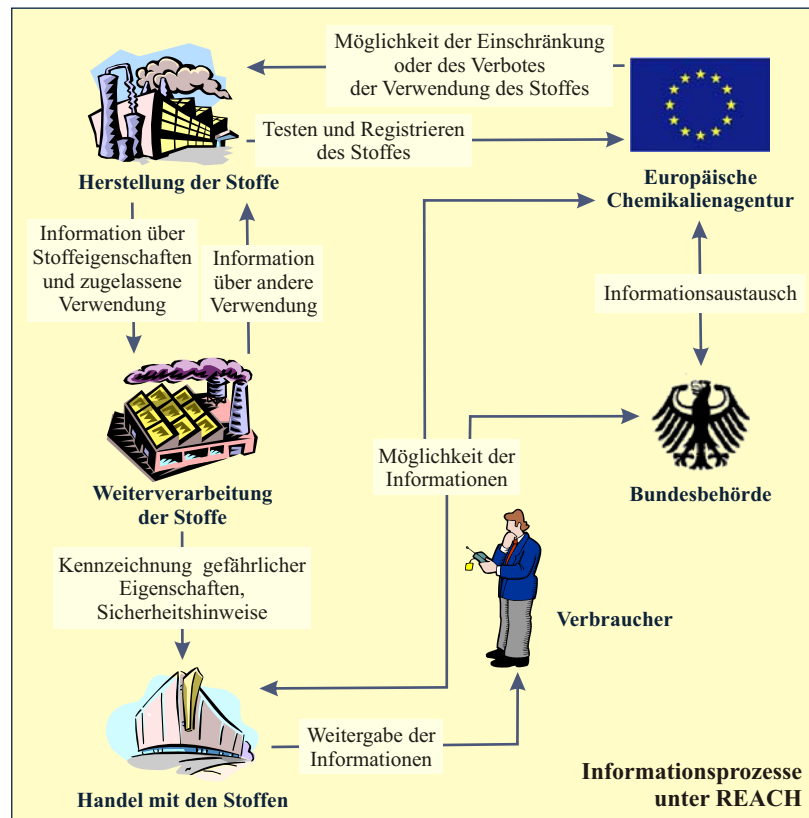 Möglichkeit der Einschränkung
oder des Verbotes
der Verwendung des Stoffes
Testen und Registrieren
des Stoffes
Herstellung der Stoffe
Europäische
Chemikalienagentur
Information über
Stoffeigenschaften
und zugelassene
Verwendung
Information
über andere
Verwendung
Informationsaustausch
Weiterverarbeitung
der Stoffe
Möglichkeit der
Informationen
Bundesbehörde
Kennzeichnung gefährlicher
Eigenschaften,
Sicherheitshinweise
Verbraucher
Weitergabe der
Informationen
Handel mit den Stoffen
Informationsprozesse
unter REACH